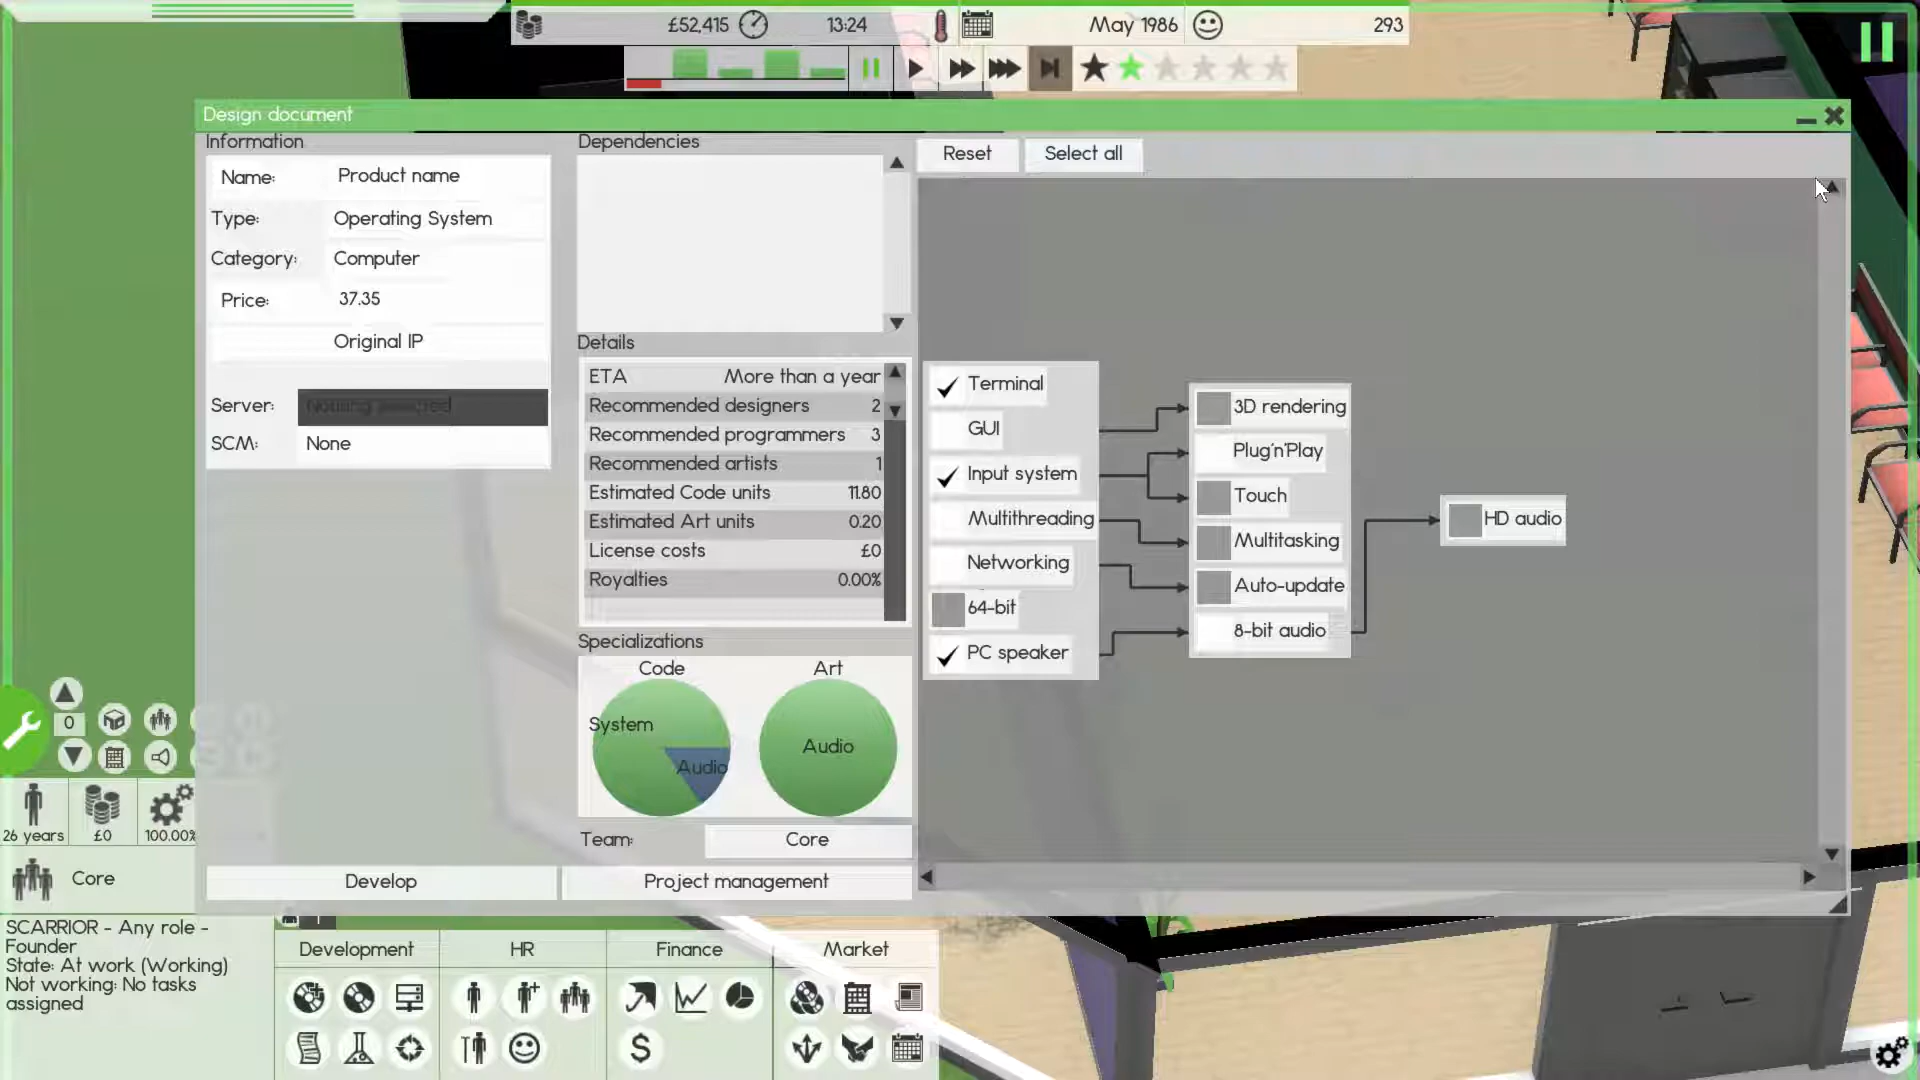 £52,415
13:24
May 1986
293
Design document
Information
Name:
Product name
Type:
Operating System
Category:
Computer
Price:
37.35
Original IP
Server:
Nothing selected
SCM:
None
Dependencies
Details
ETA
More than a year
Recommended designers
2
Recommended programmers
3
Recommended artists
1
Estimated Code units
11.80
Estimated Art units
0.20
License costs
£0
Royalties
0.00%
Specializations
Code
Art
System
Audio
Audio
Team:
Core
Develop
Project management
Reset
Select all
Terminal
GUI
Input system
Multithreading
Networking
64-bit
PC speaker
3D rendering
Plug'n'Play
Touch
Multitasking
Auto-update
8-bit audio
HD audio
0
26 years
£0
100.00%
Core
SCARRIOR - Any role -
Founder
State: At work (Working)
Not working: No tasks
assigned
Development
HR
Finance
Market